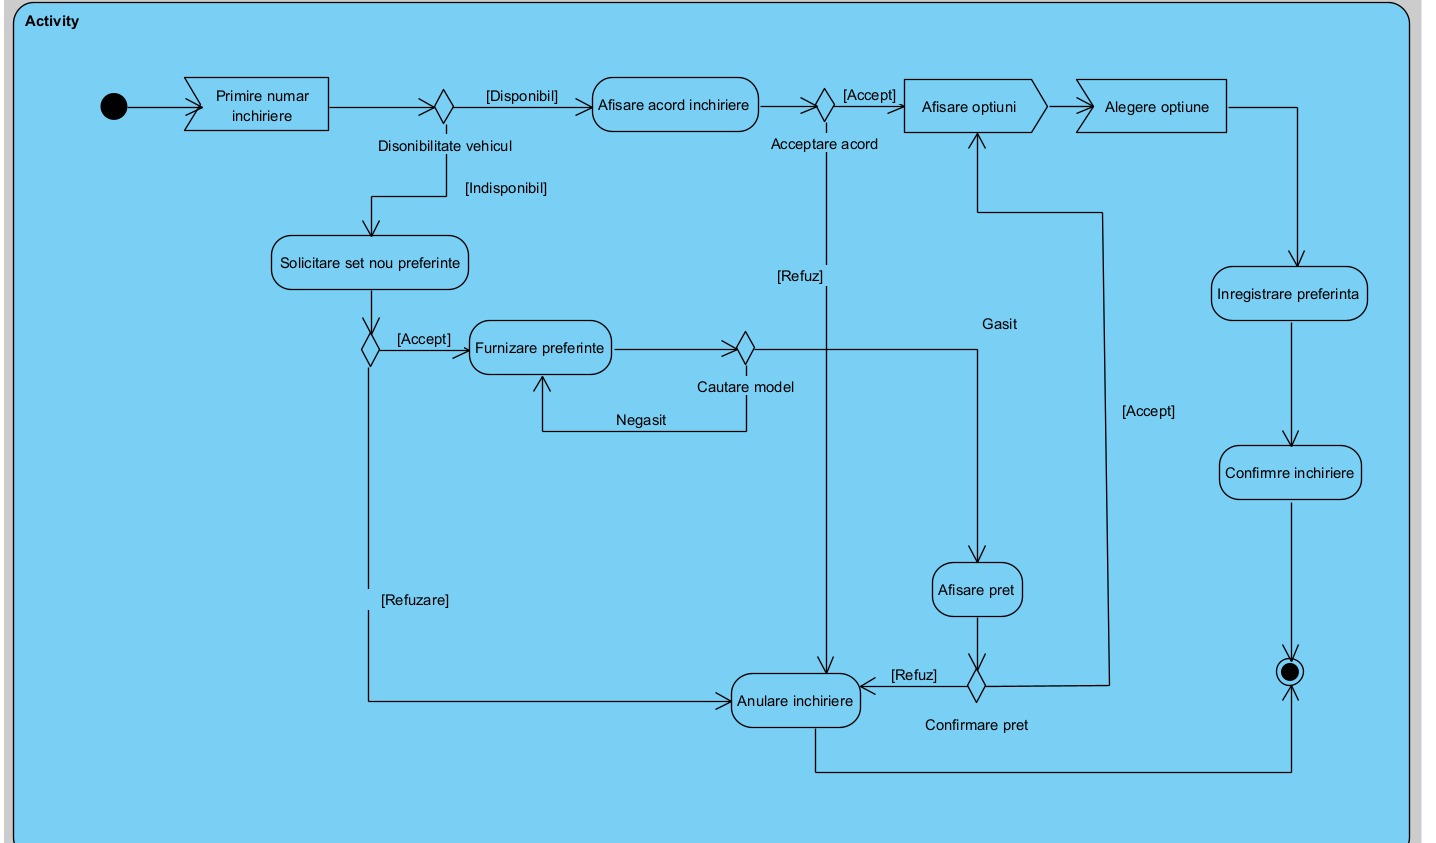 Activity
Primire numar
inchiriere
[Disponibil]
Afisare acord inchiriere
[Accept]
Afisare optiuni
Alegere optiune
Disonibilitate vehicul
Acceptare acord
[Indisponibil]
Solicitare set nou preferinte
[Refuz]
Inregistrare preferinta
Gasit
[Accept]
Furnizare preferinte
Cautare model
Negasit
[Accept]
Confirmre inchiriere
Afisare pret
[Refuzare]
[Refuz]
Anulare inchiriere
Confirmare pret